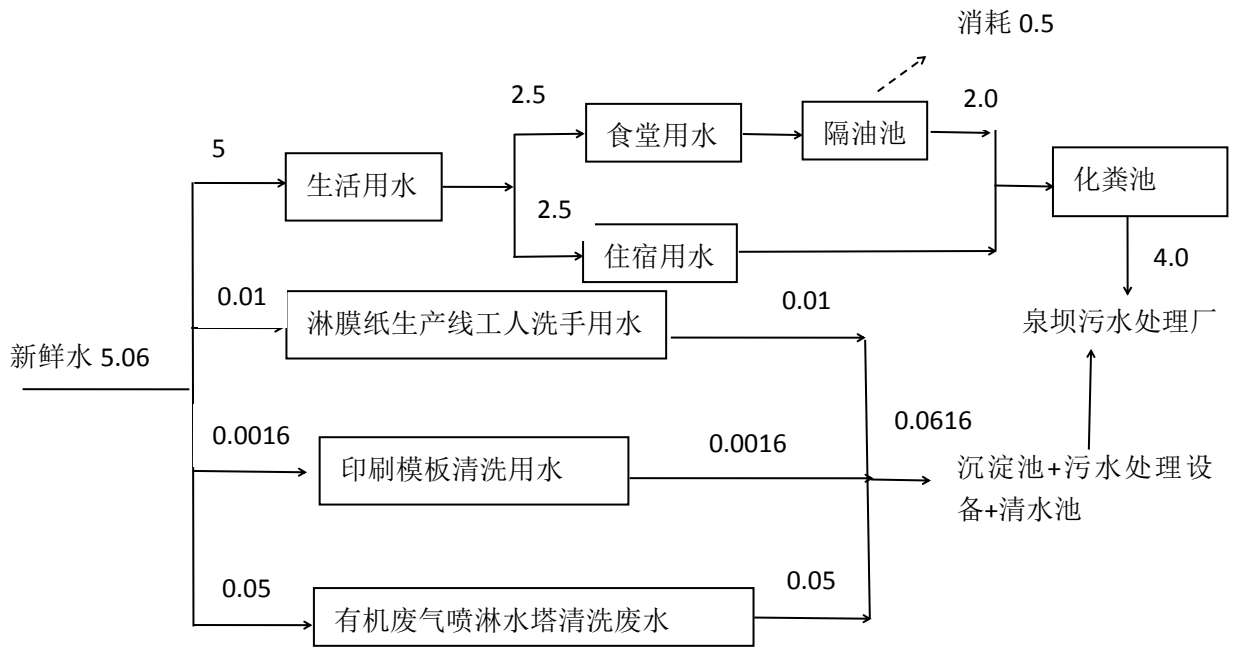 消耗 0.5
2.5
2.0
食堂用水
隔油池
5
化粪池
生活用水
2.5
住宿用水
4.0
0.01
0.01
淋膜纸生产线工人洗手用水
泉坝污水处理厂
新鲜水 5.06
0.0016
0.0016
0.0616
印刷模板清洗用水
沉淀池+污水处理设
备+清水池
0.05
0.05
有机废气喷淋水塔清洗废水